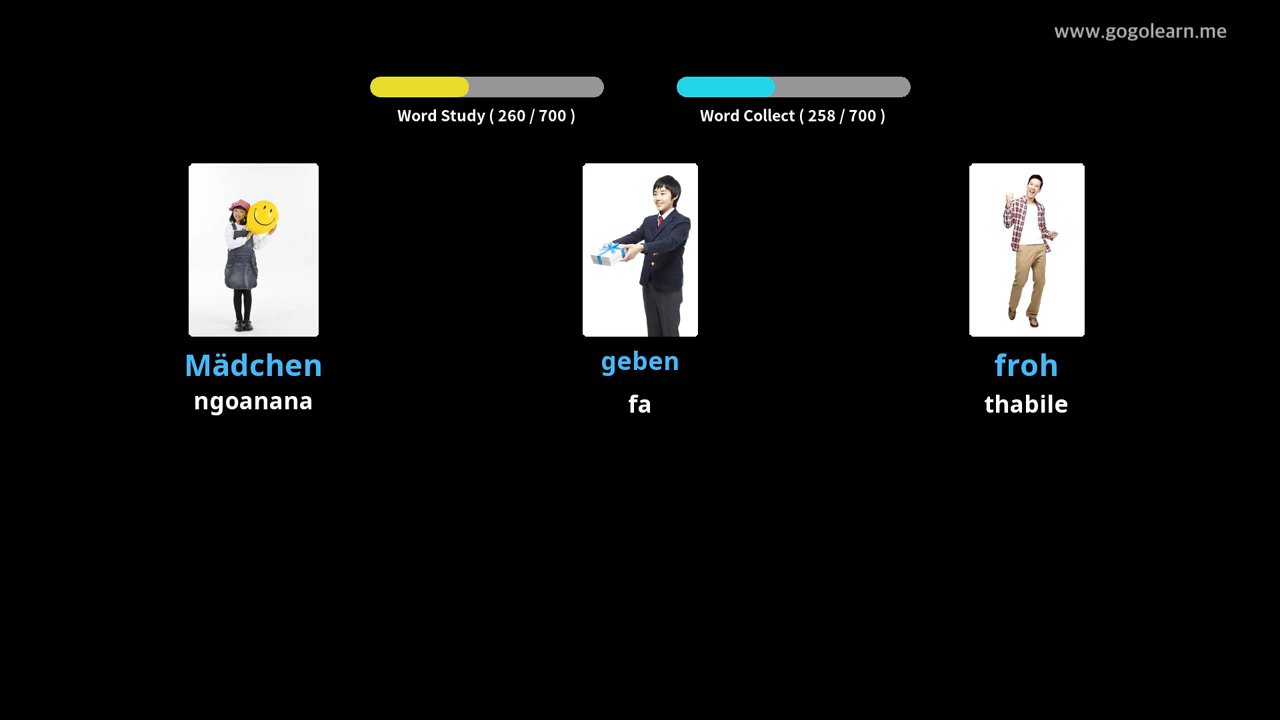 www.gogolearn.me
Word Study ( 260 / 700 )
Word Collect ( 258 / 700 )
Mädchen
ngoanana
geben
fa
froh
thabile